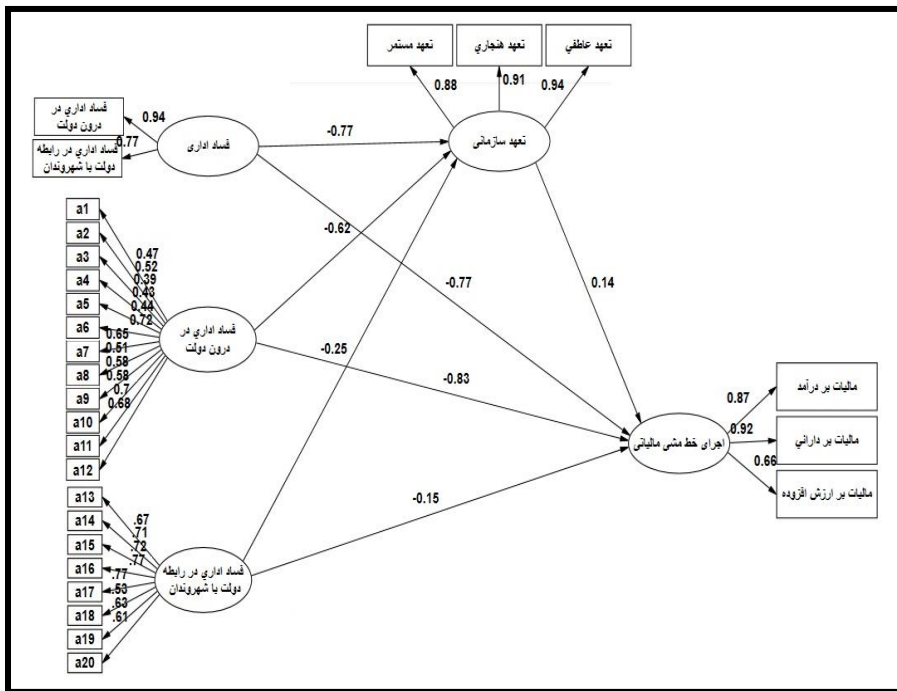 تعهد مستمر
تعهد هنجاري
تعهد عاطفي
0.88
0.91
0.94
فساد اداري در
درون دولت
0.94
فساد اداری
-0.77
تعهد سازمانی
0.77
فساد اداري در رابطه
دولت با شهروندان
a1
a2
a3
a4
a5
a6
a7
a8
a9
a10
a11
a12
0.47
0.52
0.39
0.43
0.44
0.72
0.65
0.51
0.58
0.58
0.7
0.68
فساد اداري در
درون دولت
-0.62
-0.77
0.14
-0.25
-0.83
اجرای خط مشی مالیاتی
0.87
0.92
0.66
مالیات بر درآمد
مالیات بر دارائي
مالیات بر ارزش افزوده
-0.15
a13
a14
a15
a16
a17
a18
a19
a20
.67
.71
.72
.77
.77
.53
.63
.61
فساد اداري در رابطه
دولت با شهروندان